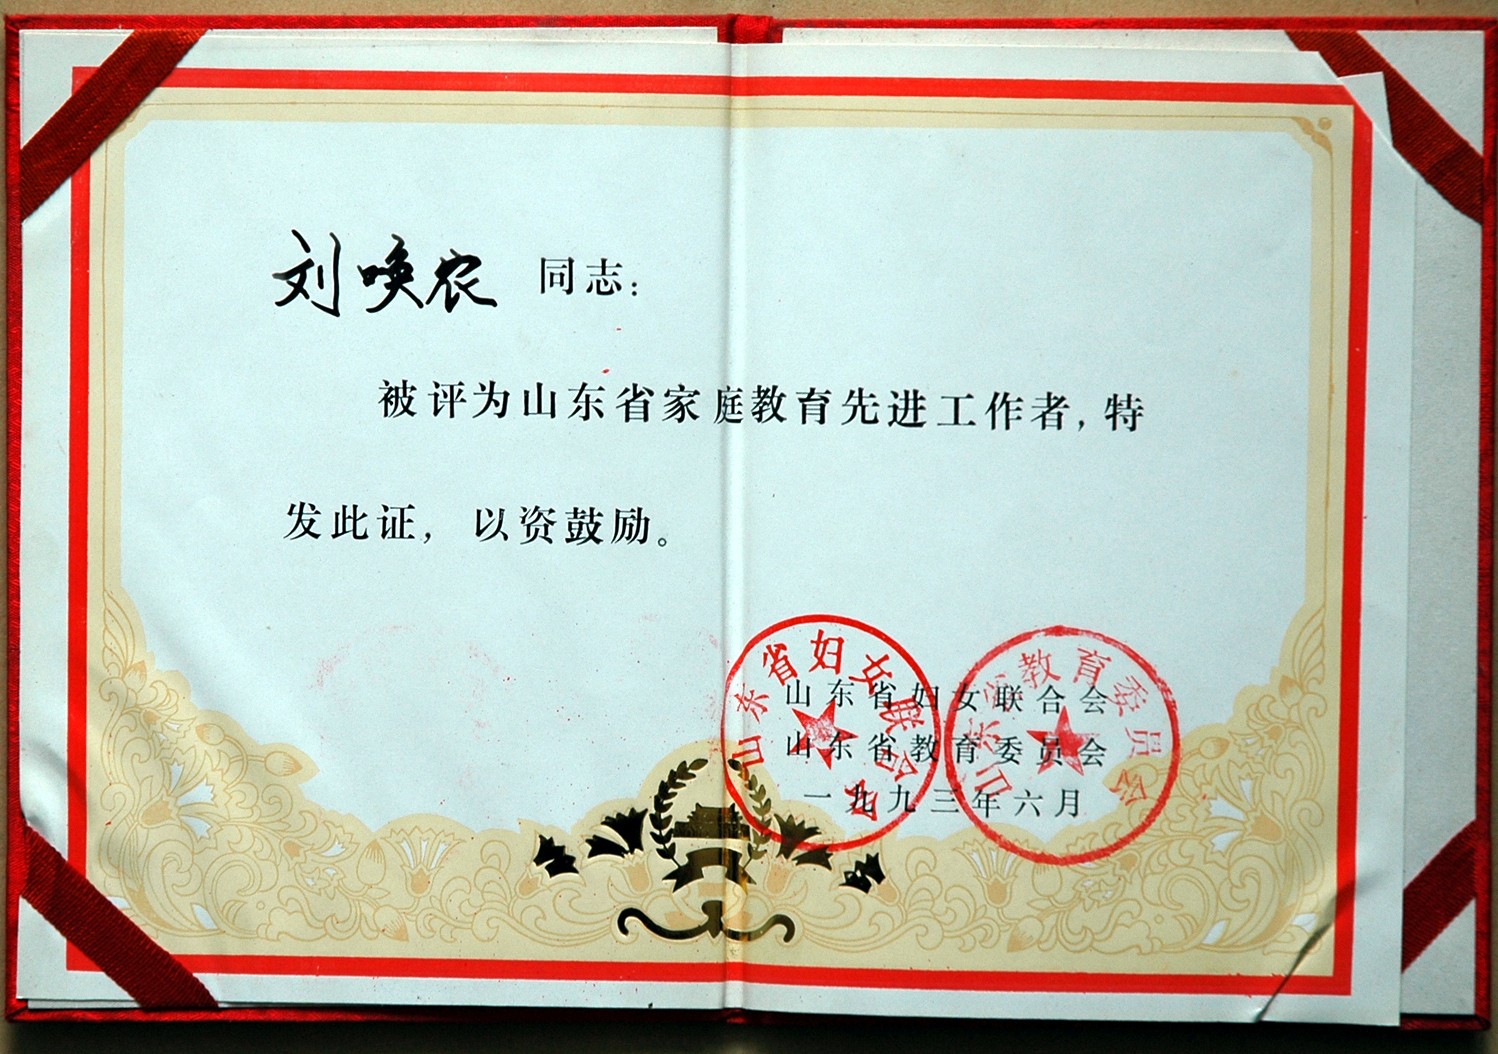 刘唤农 同志：
被评为山东省家庭教育先进工作者，特
发此证，以资鼓励。
山东省妇女联合会
山东省教育委员会
一九九三年六月
山东省妇女联合会
山东省教育委员会